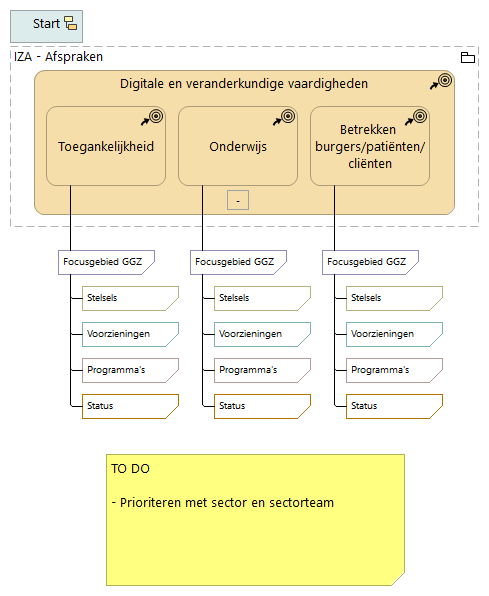 Start
IZA - Afspraken
Digitale en veranderkundige vaardigheden
Toegankelijkheid
Onderwijs
Betrekken
burgers/patiënten/
cliënten
-
Focusgebied GGZ
Stelsels
Voorzieningen
Programma's
Status
Focusgebied GGZ
Stelsels
Voorzieningen
Programma's
Status
Focusgebied GGZ
Stelsels
Voorzieningen
Programma's
Status
TO DO
- Prioriteren met sector en sectorteam